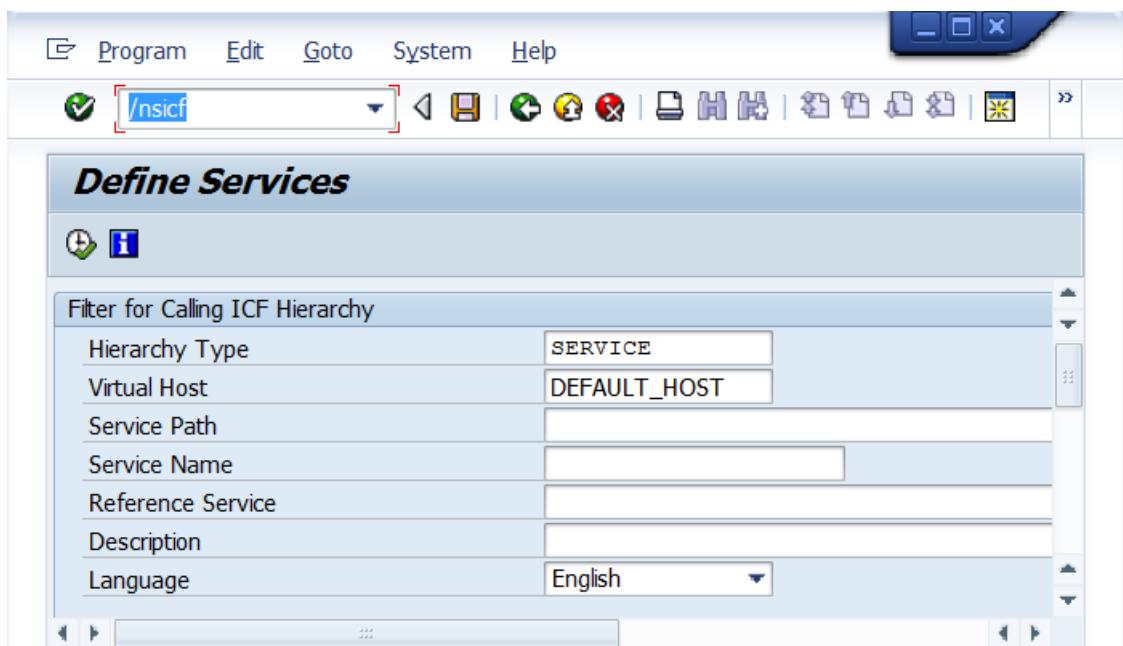 Program Edit Goto System Help
/nsicf
Define Services
Filter for Calling ICF Hierarchy
Hierarchy Type SERVICE
Virtual Host DEFAULT_HOST
Service Path
Service Name
Reference Service
Description
Language English